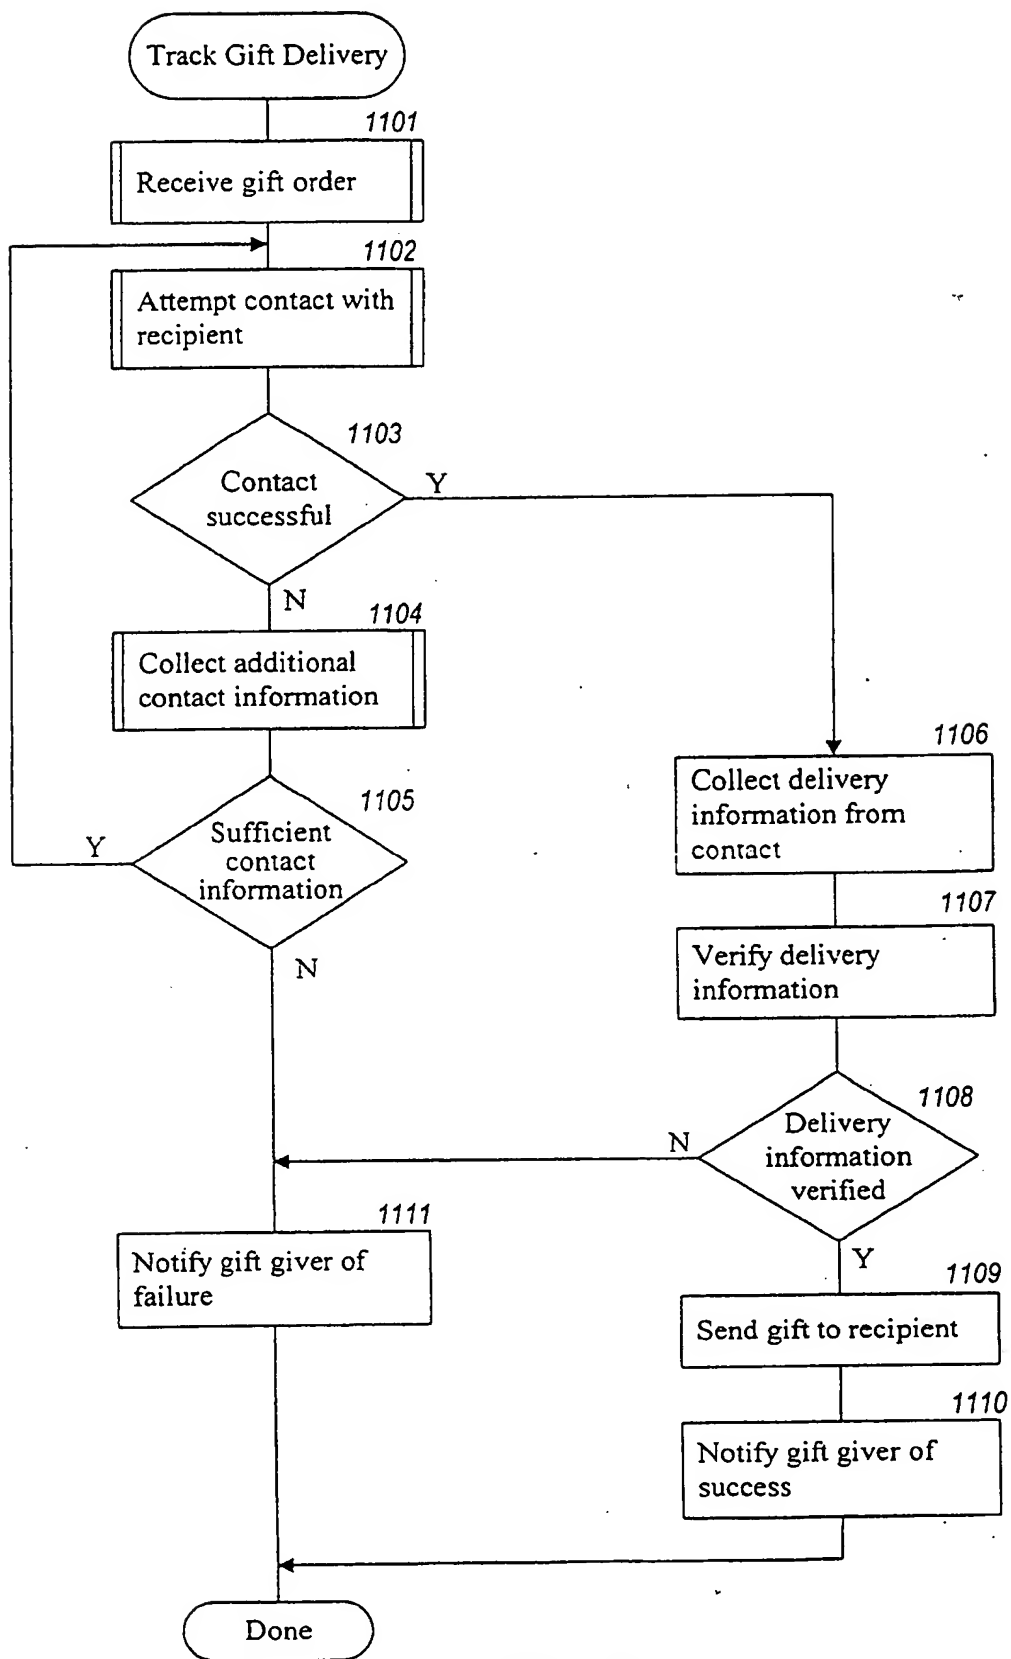 Track Gift Delivery
1101
Receive gift order
1102
Attempt contact with
recipient
1103
Contact
successful
Y
N
1104
Collect additional
contact information
1105
Sufficient
contact
information
Y
N
1106
Collect delivery
information from
contact
1107
Verify delivery
information
1108
Delivery
information
verified
N
Y
1109
Send gift to recipient
1110
Notify gift giver of
success
1111
Notify gift giver of
failure
Done